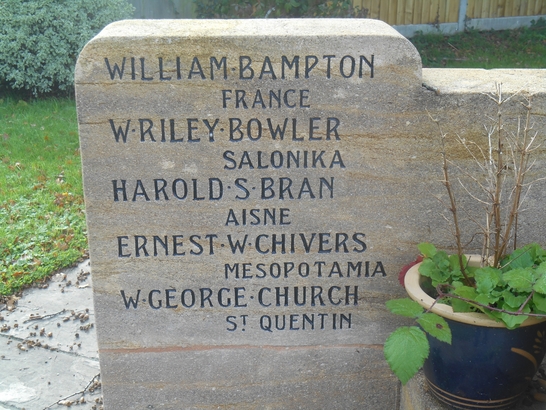 WILLIAM·BAMPTON
FRANCE
W·RILEY·BOWLER
SALONIKA
HAROLD·S·BRAN
AISNE
ERNEST·W·CHIVERS
MESOPOTAMIA
W·GEORGE·CHURCH
ST QUENTIN